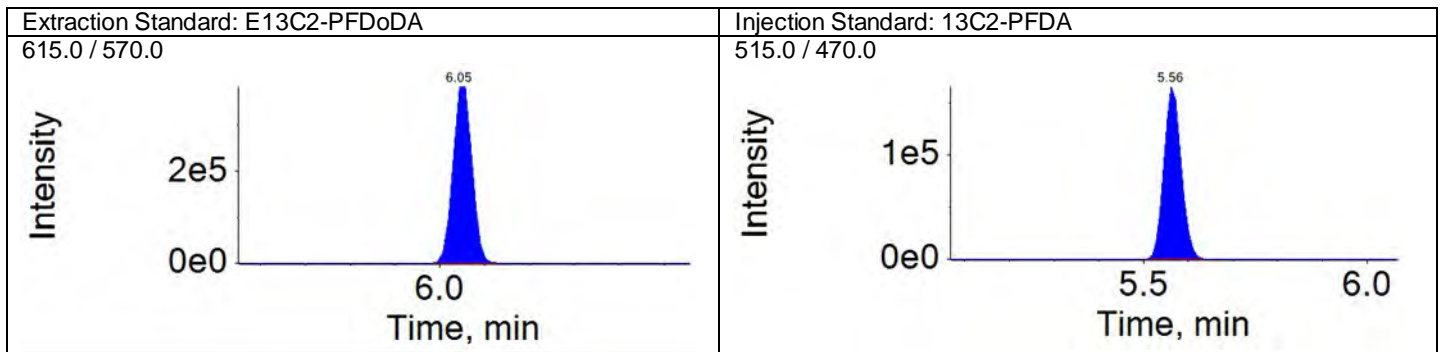 Extraction Standard: E13C2-PFDoDA
615.0 / 570.0
6.05
Intensity
2e5
0e0
6.0
Time, min
Injection Standard: 13C2-PFDA
515.0 / 470.0
5.56
Intensity
1e5
0e0
5.5 6.0
Time, min